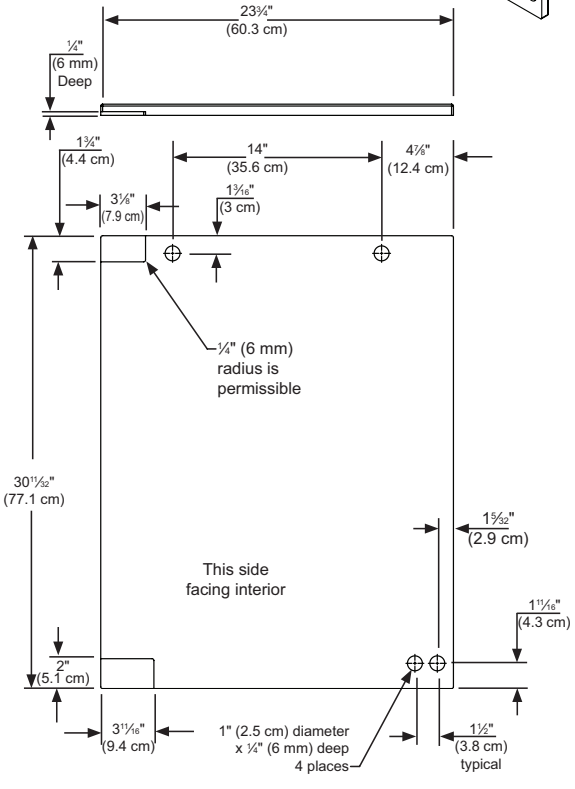 23¾"
(60.3 cm)
¼"
(6 mm)
Deep
1¾"
(4.4 cm)
14"
(35.6 cm)
4⅞"
(12.4 cm)
3⅛"
(7.9 cm)
1³⁄₁₆"
(3 cm)
¼" (6 mm)
radius is
permissible
30¹¹⁄₃₂"
(77.1 cm)
1⁵⁄₃₂"
(2.9 cm)
This side
facing interior
1¹¹⁄₁₆"
(4.3 cm)
2"
(5.1 cm)
3¹¹⁄₁₆"
(9.4 cm)
1" (2.5 cm) diameter
x ¼" (6 mm) deep
4 places
1½"
(3.8 cm)
typical